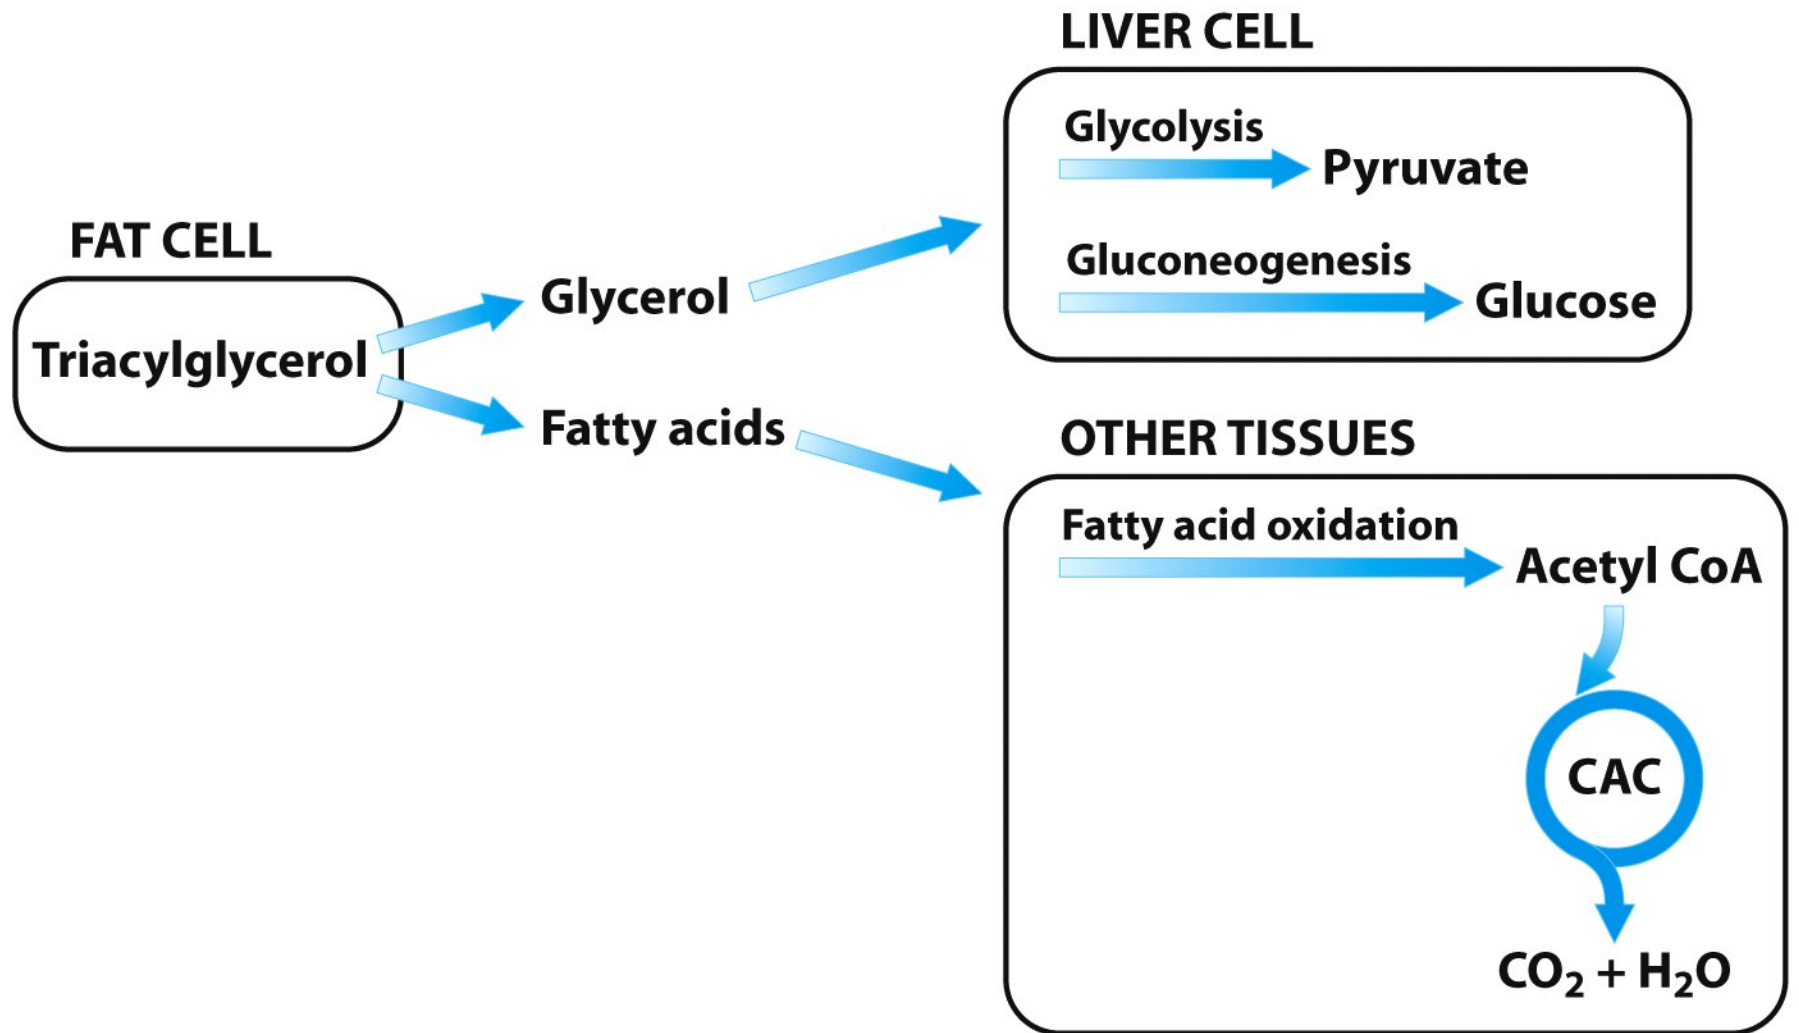 FAT CELL
Triacylglycerol
Glycerol
Fatty acids
LIVER CELL
Glycolysis
Pyruvate
Gluconeogenesis
Glucose
OTHER TISSUES
Fatty acid oxidation
Acetyl CoA
CAC
CO₂ + H₂O